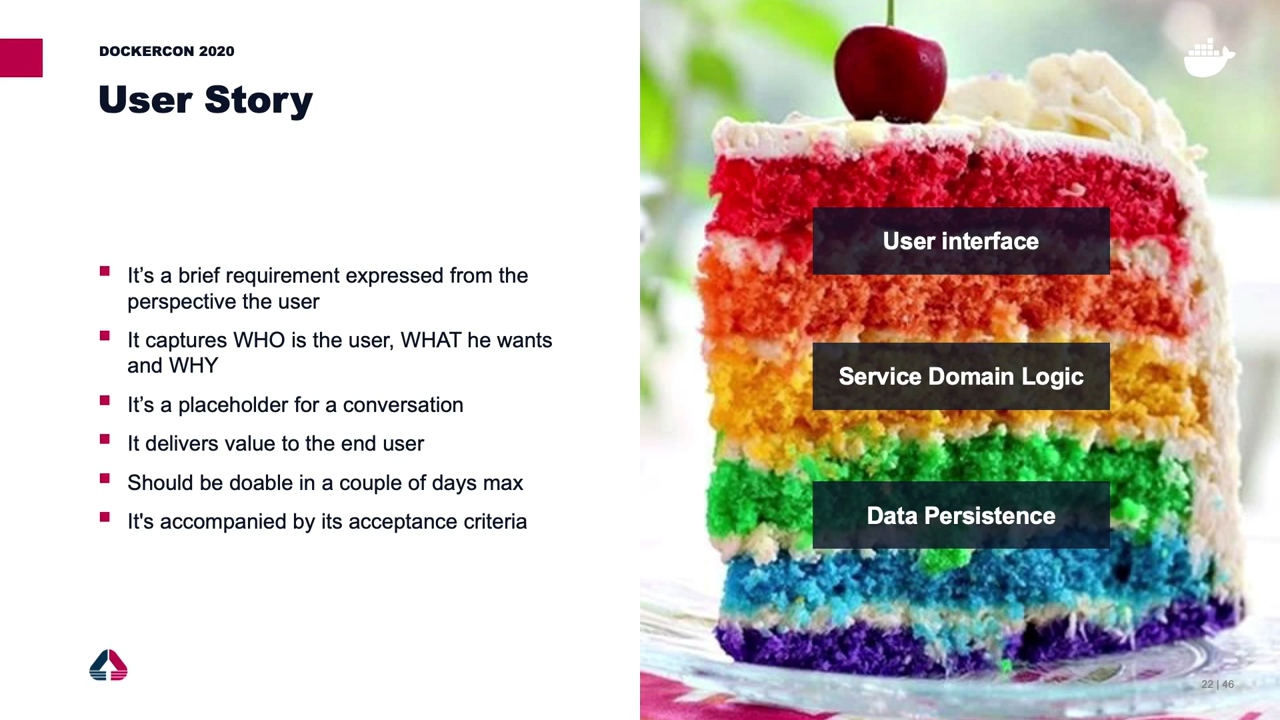 DOCKERCON 2020
User Story
It’s a brief requirement expressed from the
perspective the user
It captures WHO is the user, WHAT he wants
and WHY
It’s a placeholder for a conversation
It delivers value to the end user
Should be doable in a couple of days max
It's accompanied by its acceptance criteria
User interface
Service Domain Logic
Data Persistence
22 | 46